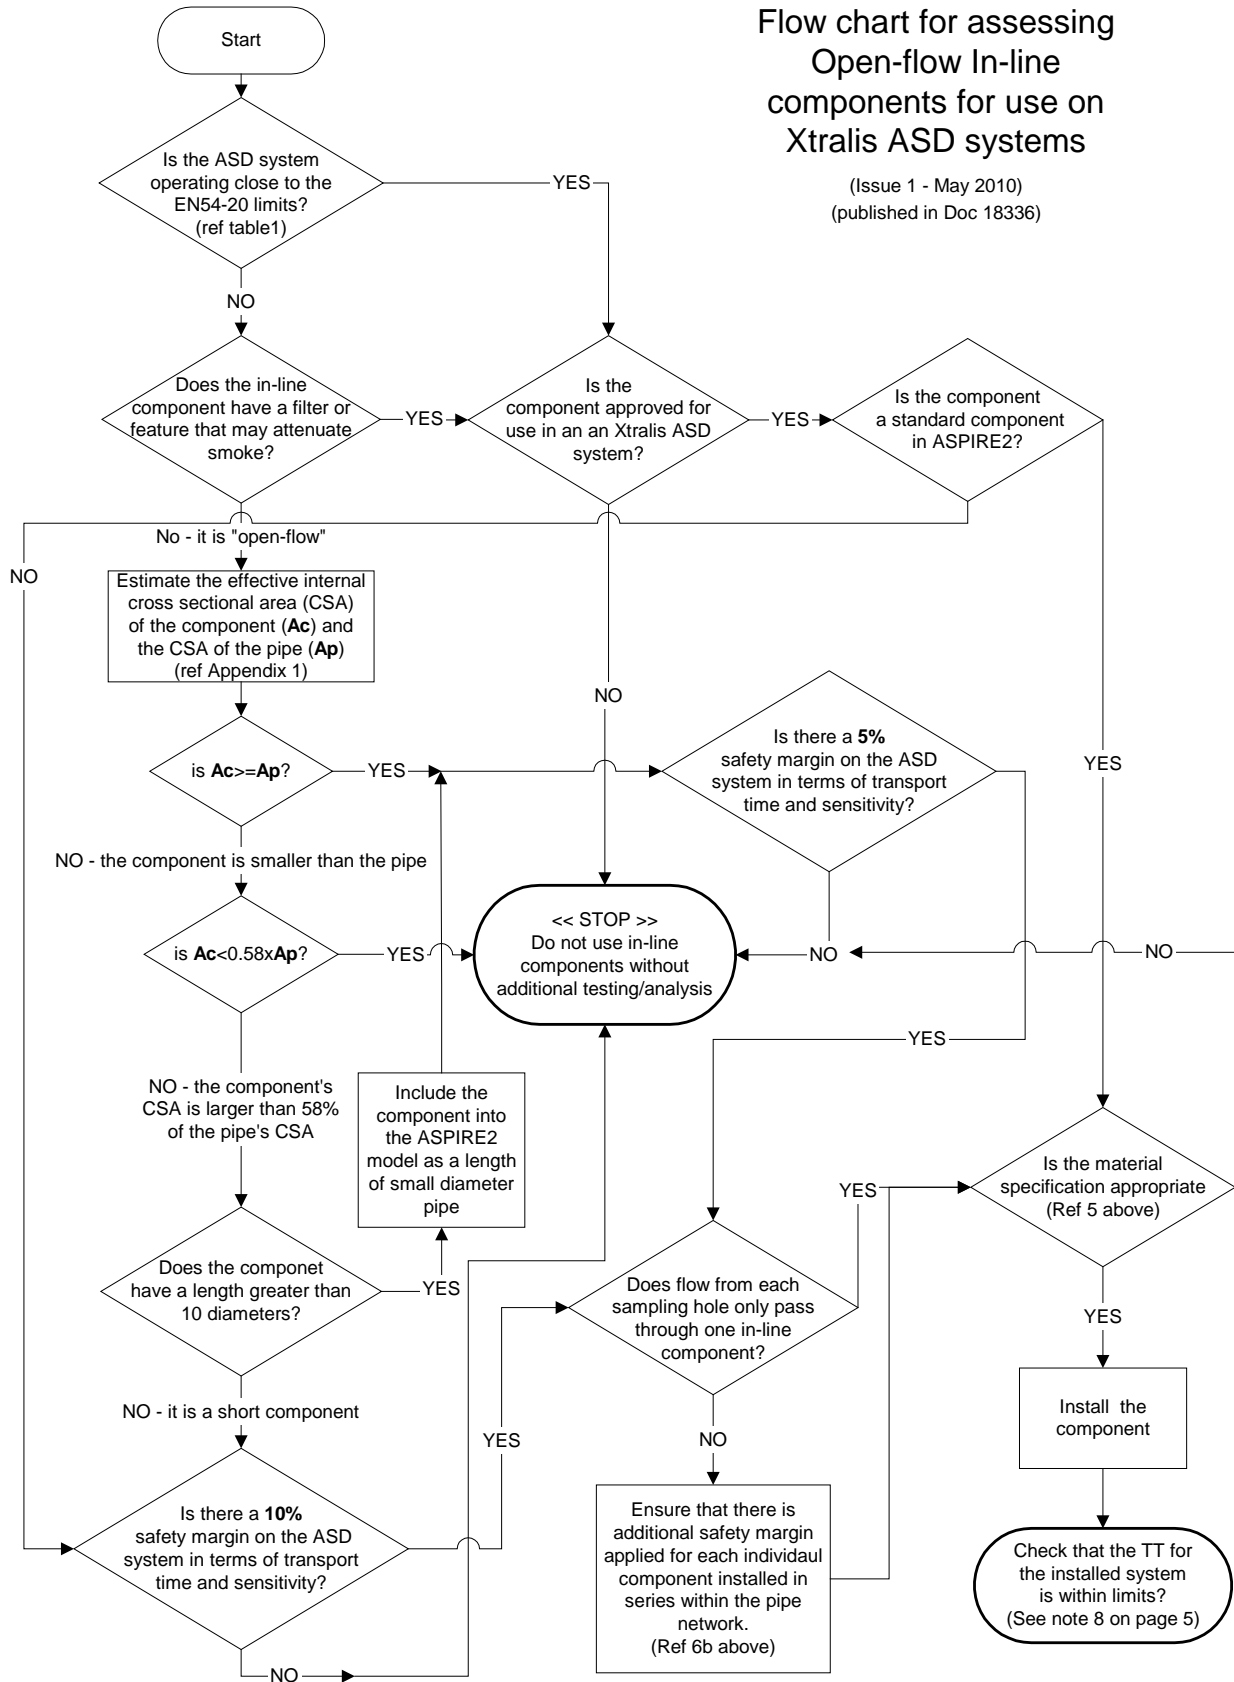 Flow chart for assessing
Open-flow In-line
components for use on
Xtralis ASD systems
(Issue 1 - May 2010)
(published in Doc 18336)
Start
Is the ASD system
operating close to the
EN54-20 limits?
(ref table1)
YES
NO
Does the in-line
component have a filter or
feature that may attenuate
smoke?
YES
Is the
component approved for
use in an an Xtralis ASD
system?
YES
Is the component
a standard component
in ASPIRE2?
No - it is "open-flow"
NO
Estimate the effective internal
cross sectional area (CSA)
of the component (Ac) and
the CSA of the pipe (Ap)
(ref Appendix 1)
NO
YES
is Ac>=Ap?
YES
Is there a 5%
safety margin on the ASD
system in terms of transport
time and sensitivity?
NO - the component is smaller than the pipe
is Ac<0.58xAp?
YES
<< STOP >>
Do not use in-line
components without
additional testing/analysis
NO
NO
YES
NO - the component's
CSA is larger than 58%
of the pipe's CSA
Include the
component into
the ASPIRE2
model as a length
of small diameter
pipe
Is the material
specification appropriate
(Ref 5 above)
YES
Does the componet
have a length greater than
10 diameters?
YES
Does flow from each
sampling hole only pass
through one in-line
component?
YES
NO - it is a short component
YES
NO
Install the
component
Is there a 10%
safety margin on the ASD
system in terms of transport
time and sensitivity?
NO
Ensure that there is
additional safety margin
applied for each individaul
component installed in
series within the pipe
network.
(Ref 6b above)
Check that the TT for
the installed system
is within limits?
(See note 8 on page 5)